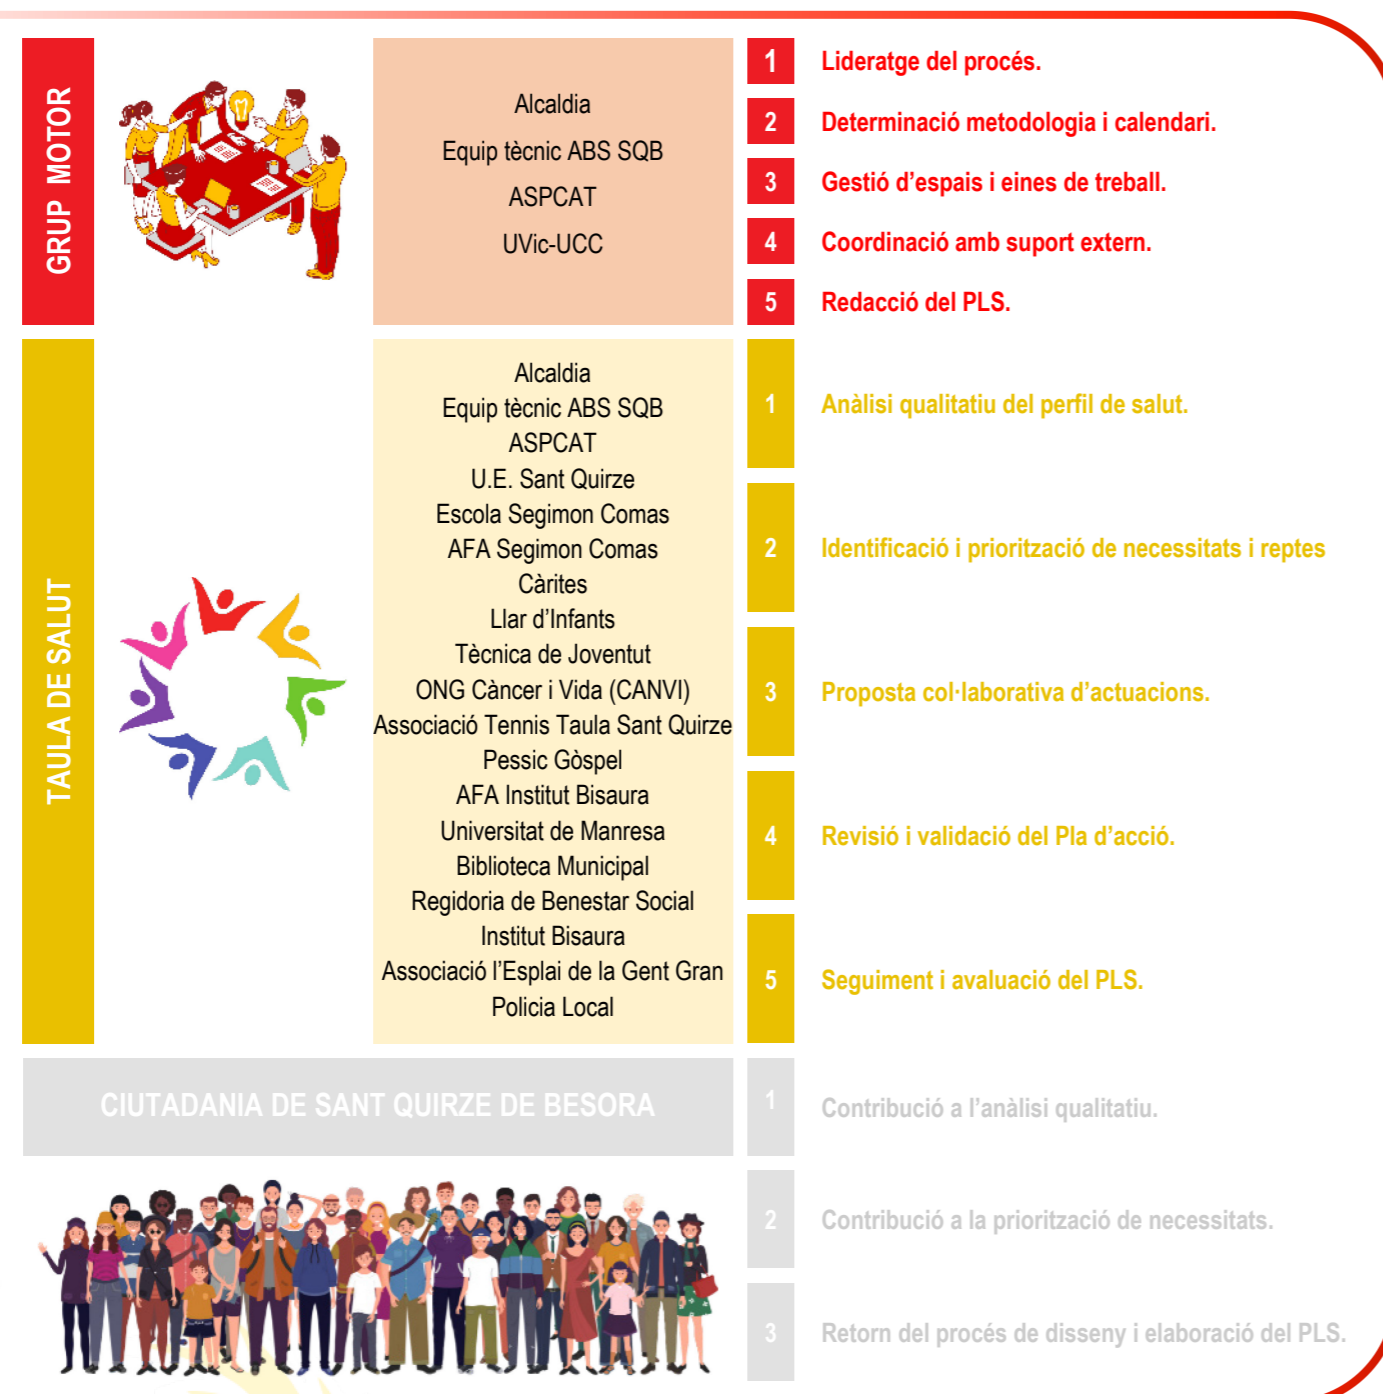 GRUP MOTOR
Alcaldia
Equip tècnic ABS SQB
ASPCAT
UVic-UCC
1 Lideratge del procés.
2 Determinació metodologia i calendari.
3 Gestió d’espais i eines de treball.
4 Coordinació amb suport extern.
5 Redacció del PLS.
TAULA DE SALUT
Alcaldia
Equip tècnic ABS SQB
ASPCAT
U.E. Sant Quirze
Escola Segimon Comas
AFA Segimon Comas
Càrites
Llar d’Infants
Tècnica de Joventut
ONG Càncer i Vida (CANVI)
Associació Tennis Taula Sant Quirze
Pessic Gòspel
AFA Institut Bisaura
Universitat de Manresa
Biblioteca Municipal
Regidoria de Benestar Social
Institut Bisaura
Associació l’Esplai de la Gent Gran
Policia Local
1 Anàlisi qualitatiu del perfil de salut.
2 Identificació i priorització de necessitats i reptes
3 Proposta col·laborativa d’actuacions.
4 Revisió i validació del Pla d’acció.
5 Seguiment i avaluació del PLS.
CIUTADANIA DE SANT QUIRZE DE BESORA
1 Contribució a l’anàlisi qualitatiu.
2 Contribució a la priorització de necessitats.
3 Retorn del procés de disseny i elaboració del PLS.